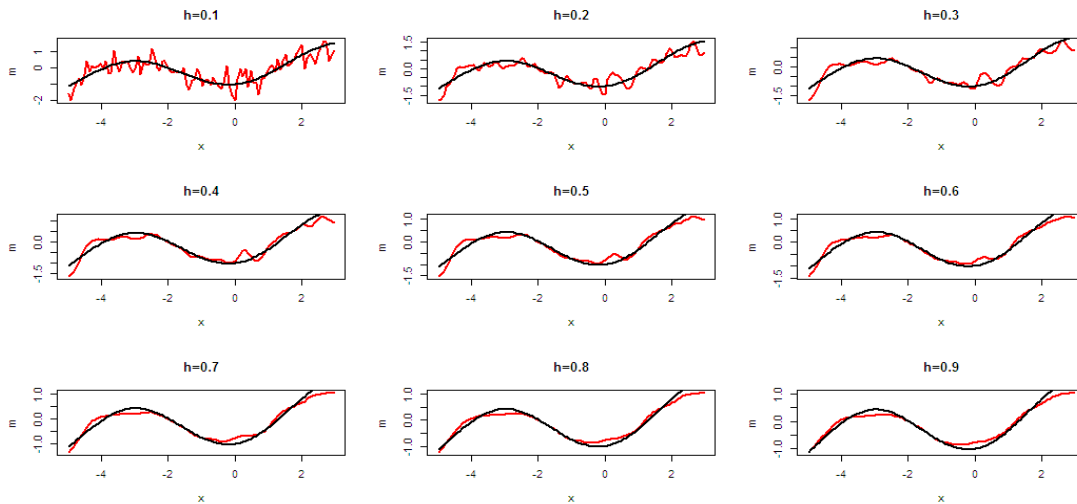 h=0.1 h=0.2 h=0.3
m 1 0 -2 m 1.5 0.0 -1.5 m 0.0 -1.5
-4 -2 0 2 -4 -2 0 2 -4 -2 0 2
x x x
h=0.4 h=0.5 h=0.6
m 0.0 -1.5 m 1.0 0.0 -1.5 m 1.0 0.0 -1.5
-4 -2 0 2 -4 -2 0 2 -4 -2 0 2
x x x
h=0.7 h=0.8 h=0.9
m 1.0 0.0 -1.0 m 1.0 0.0 -1.0 m 1.0 0.0 -1.0
-4 -2 0 2 -4 -2 0 2 -4 -2 0 2
x x x